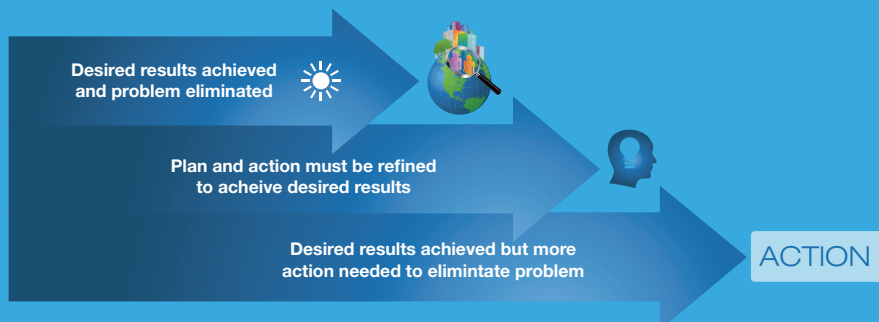 Desired results achieved
and problem eliminated
Plan and action must be refined
to acheive desired results
Desired results achieved but more
action needed to elimintate problem
ACTION